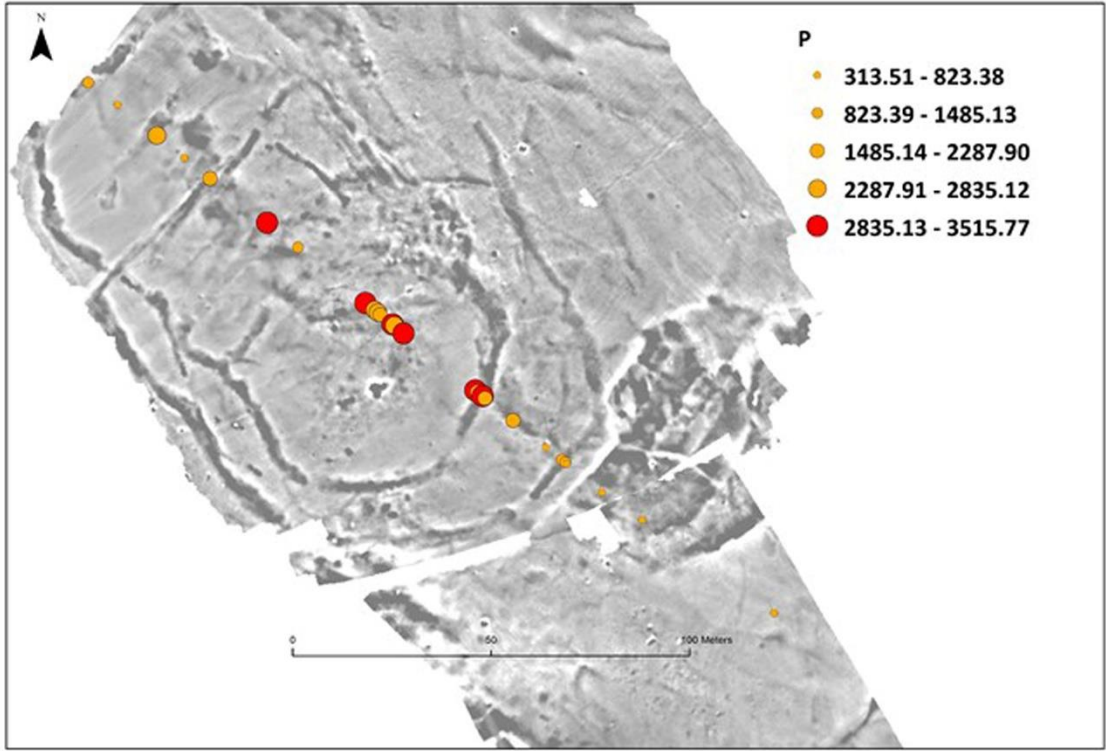 N
P
313.51 - 823.38
823.39 - 1485.13
1485.14 - 2287.90
2287.91 - 2835.12
2835.13 - 3515.77
0 50 100 Meters